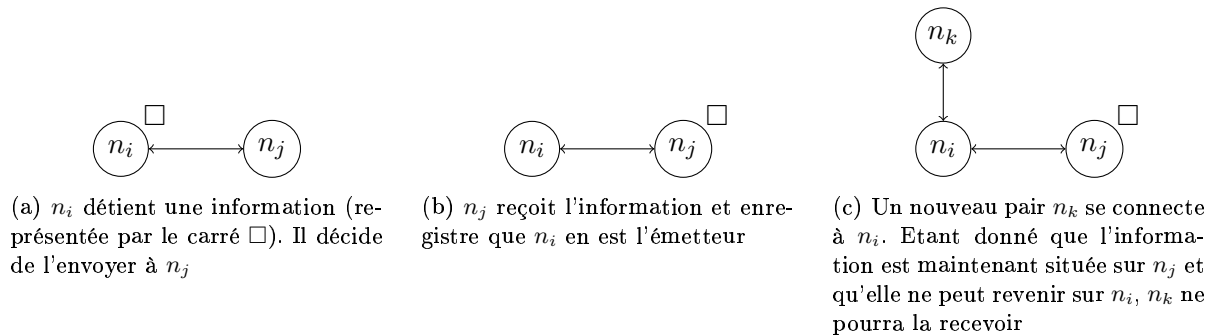 n_k
n_i □ n_j
n_i n_j □
n_i n_j □
(a) n_i détient une information (re-
présentée par le carré □). Il décide
de l'envoyer à n_j
(b) n_j reçoit l'information et enre-
gistre que n_i en est l'émetteur
(c) Un nouveau pair n_k se connecte
à n_i. Etant donné que l'informa-
tion est maintenant située sur n_j et
qu'elle ne peut revenir sur n_i, n_k ne
pourra la recevoir